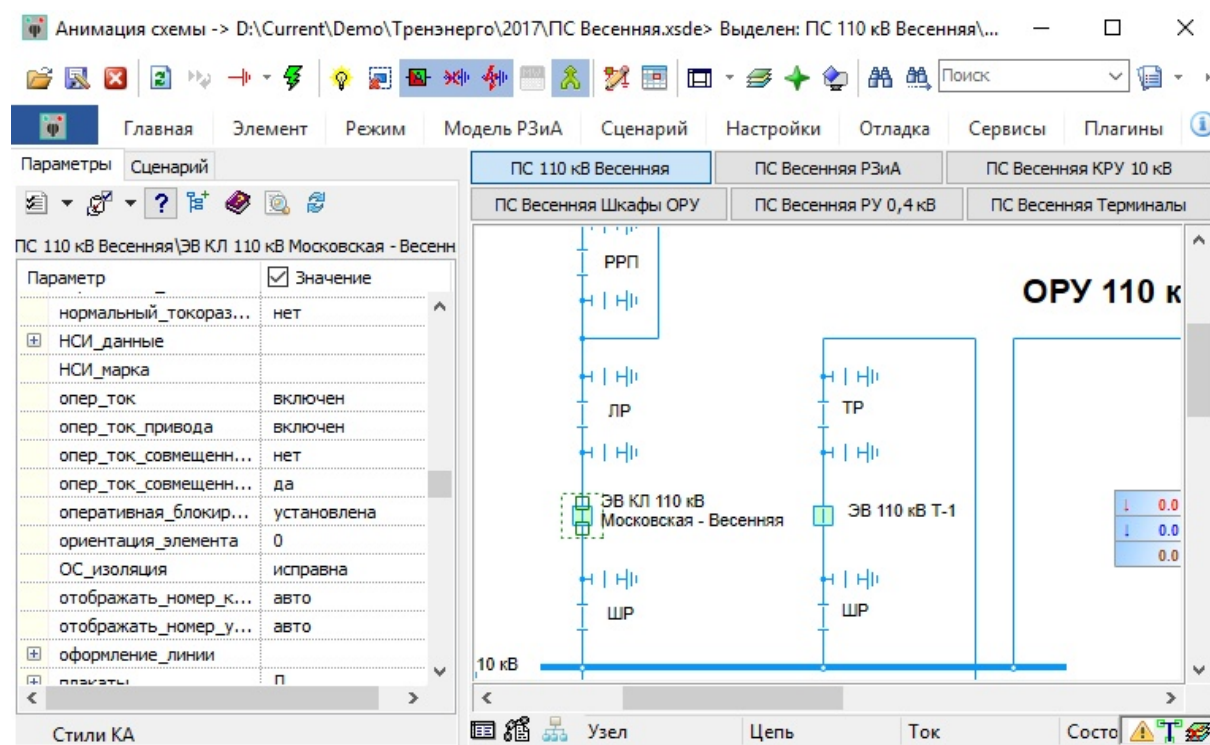 Анимация схемы -> D:\Current\Demo\Тренэнерго\2017\ПС Весенняя.xsde> Выделен: ПС 110 кВ Весенняя\...
Поиск
Главная Элемент Режим Модель РЗиА Сценарий Настройки Отладка Сервисы Плагины
Параметры Сценарий
ПС 110 кВ Весенняя ПС Весенняя РЗиА ПС Весенняя КРУ 10 кВ
ПС Весенняя Шкафы ОРУ ПС Весенняя РУ 0,4 кВ ПС Весенняя Терминалы
ПС 110 кВ Весенняя\ЭВ КЛ 110 кВ Московская - Весенн
Параметр Значение
нормальный_токораз... нет
НСИ_данные
НСИ_марка
опер_ток включен
опер_ток_привода включен
опер_ток_совмещенн... нет
опер_ток_совмещенн... да
оперативная_блокир... установлена
ориентация_элемента 0
ОС_изоляция исправна
отображать_номер_к... авто
отображать_номер_у... авто
оформление_линии
плакаты
Стили КА
РРП
ОРУ 110 к
ЛР
ТР
ЭВ КЛ 110 кВ
Московская - Весенняя
ЭВ 110 кВ Т-1
0.0
0.0
0.0
ШР
ШР
10 кВ
Узел Цепь Ток Состо